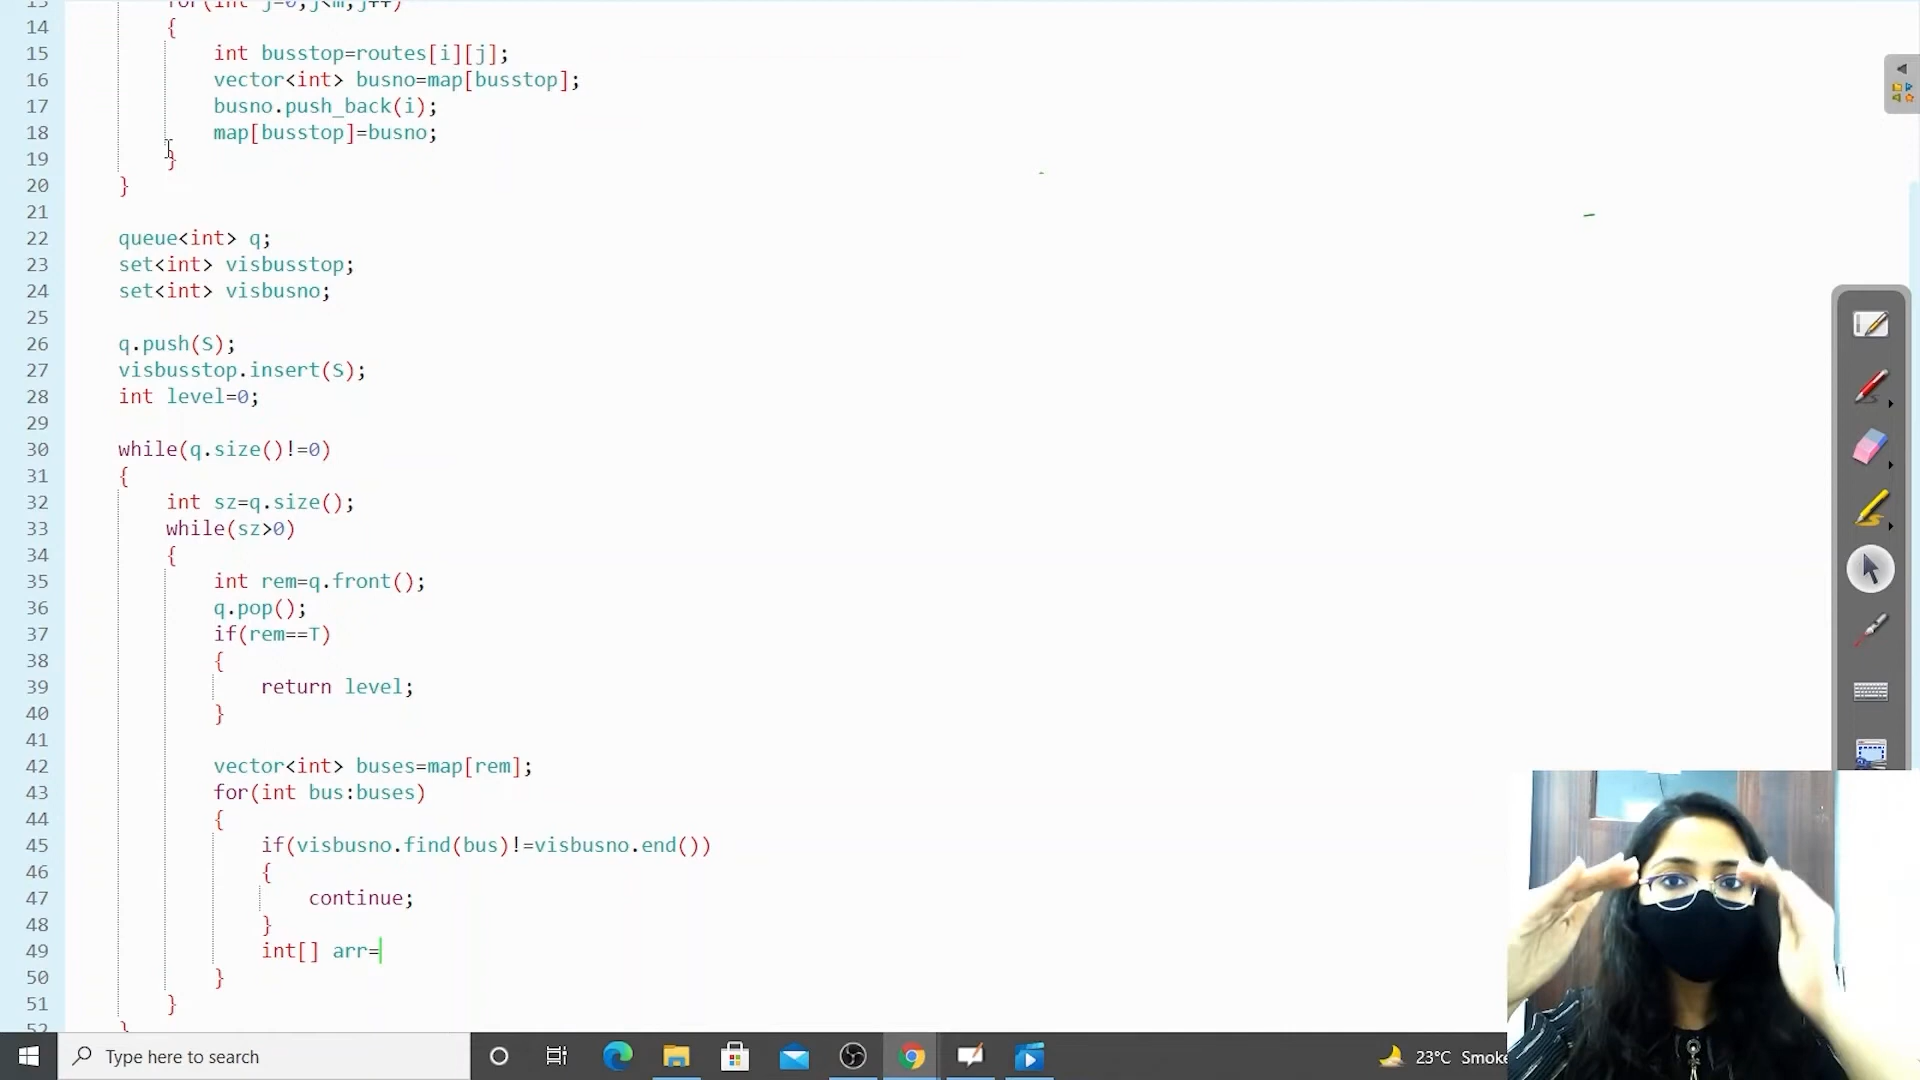 13 for(int j=0;j<m;j++)
14 {
15 int busstop=routes[i][j];
16 vector<int> busno=map[busstop];
17 busno.push_back(i);
18 map[busstop]=busno;
19 }
20 }
21
22 queue<int> q;
23 set<int> visbusstop;
24 set<int> visbusno;
25
26 q.push(S);
27 visbusstop.insert(S);
28 int level=0;
29
30 while(q.size()!=0)
31 {
32 int sz=q.size();
33 while(sz>0)
34 {
35 int rem=q.front();
36 q.pop();
37 if(rem==T)
38 {
39 return level;
40 }
41
42 vector<int> buses=map[rem];
43 for(int bus:buses)
44 {
45 if(visbusno.find(bus)!=visbusno.end())
46 {
47 continue;
48 }
49 int[] arr=
50 }
51 }
52 }
Type here to search
23°C Smoke